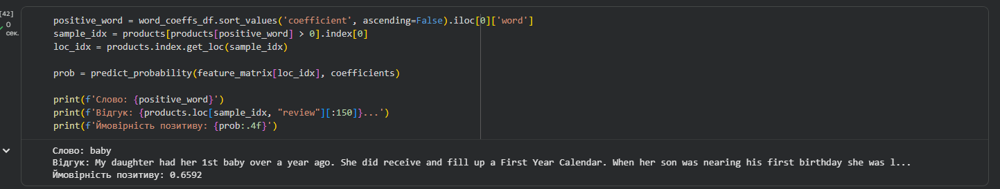 [42]
0
сек.
positive_word = word_coeffs_df.sort_values('coefficient', ascending=False).iloc[0]['word']
sample_idx = products[products[positive_word] > 0].index[0]
loc_idx = products.index.get_loc(sample_idx)
prob = predict_probability(feature_matrix[loc_idx], coefficients)
print(f'Слово: {positive_word}')
print(f'Відгук: {products.loc[sample_idx, "review"][:150]}...')
print(f'Ймовірність позитиву: {prob:.4f}')
Слово: baby
Відгук: My daughter had her 1st baby over a year ago. She did receive and fill up a First Year Calendar. When her son was nearing his first birthday she was l...
Ймовірність позитиву: 0.6592